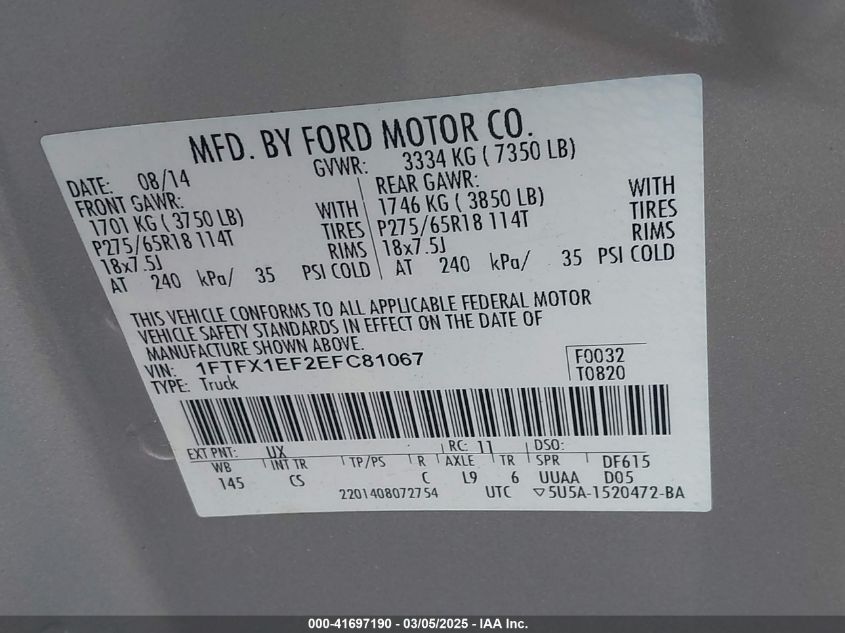 MFD. BY FORD MOTOR CO.
DATE: 08/14 GVWR: 3334 KG ( 7350 LB)
FRONT GAWR: REAR GAWR:
1701 KG ( 3750 LB) WITH 1746 KG ( 3850 LB) WITH
P275/65R18 114T TIRES P275/65R18 114T TIRES
18x7.5J RIMS 18x7.5J RIMS
AT 240 kPa/ 35 PSI COLD AT 240 kPa/ 35 PSI COLD
THIS VEHICLE CONFORMS TO ALL APPLICABLE FEDERAL MOTOR
VEHICLE SAFETY STANDARDS IN EFFECT ON THE DATE OF
MANUFACTURE SHOWN ABOVE.
VIN: 1FTFX1EF2EFC81067 F0032
TYPE: Truck T0820
EXT PNT: UX RC: 11 DSO:
WB INT TR TP/PS R AXLE TR SPR DF615
145 CS C L9 6 UUAA D05
2201408072754 UTC ▽5U5A-1520472-BA
000-41697190 - 03/05/2025 - IAA Inc.